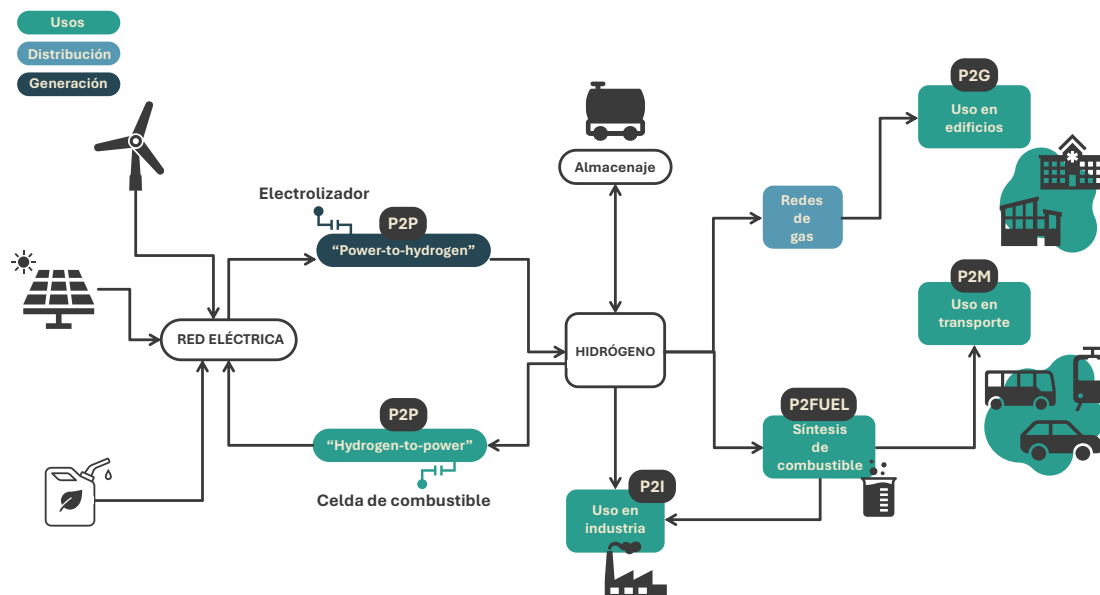 Usos
Distribución
Generación
P2G
Uso en
edificios
Almacenaje
Electrolizador
P2P
“Power-to-hydrogen”
Redes
de
gas
P2M
Uso en
transporte
RED ELÉCTRICA
HIDRÓGENO
P2P
“Hydrogen-to-power”
Celda de combustible
P2FUEL
Síntesis
de
combustible
P2I
Uso en
industria